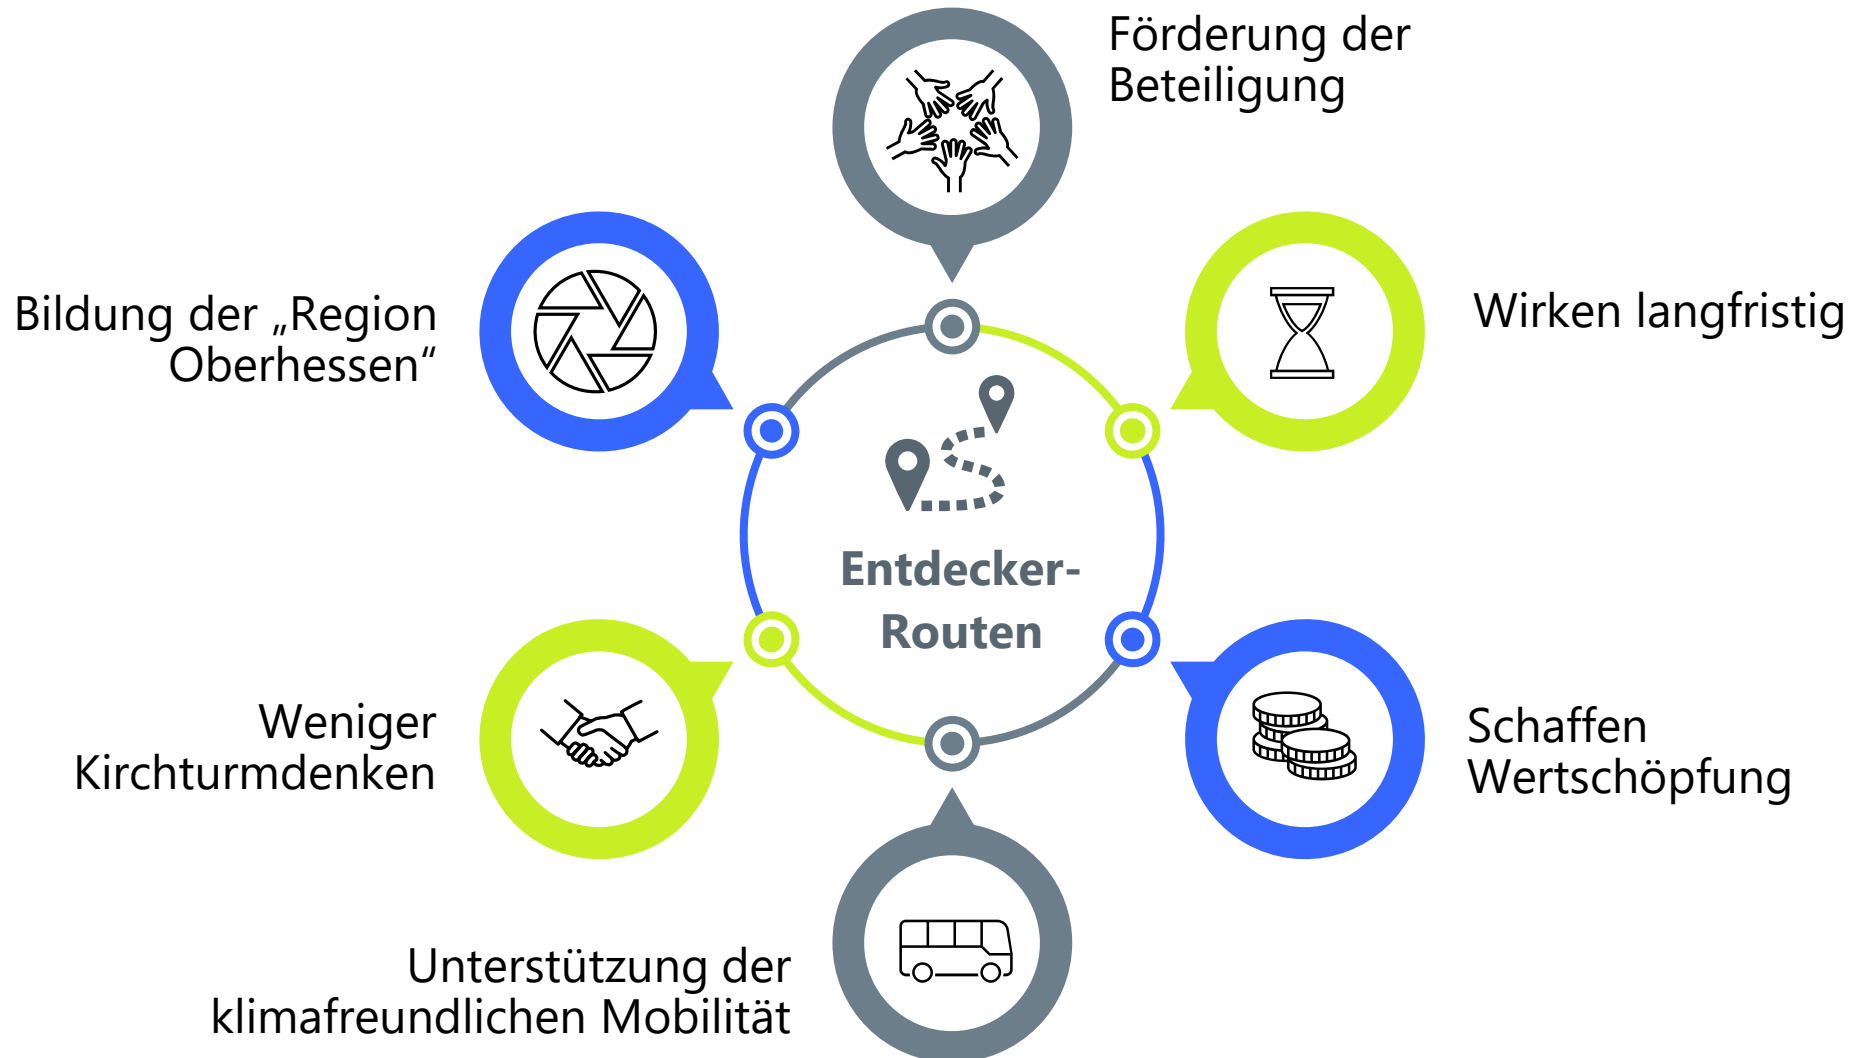 Förderung der
Beteiligung
Bildung der „Region
Oberhessen“
Wirken langfristig
Entdecker-
Routen
Weniger
Kirchturmdenken
Schaffen
Wertschöpfung
Unterstützung der
klimafreundlichen Mobilität